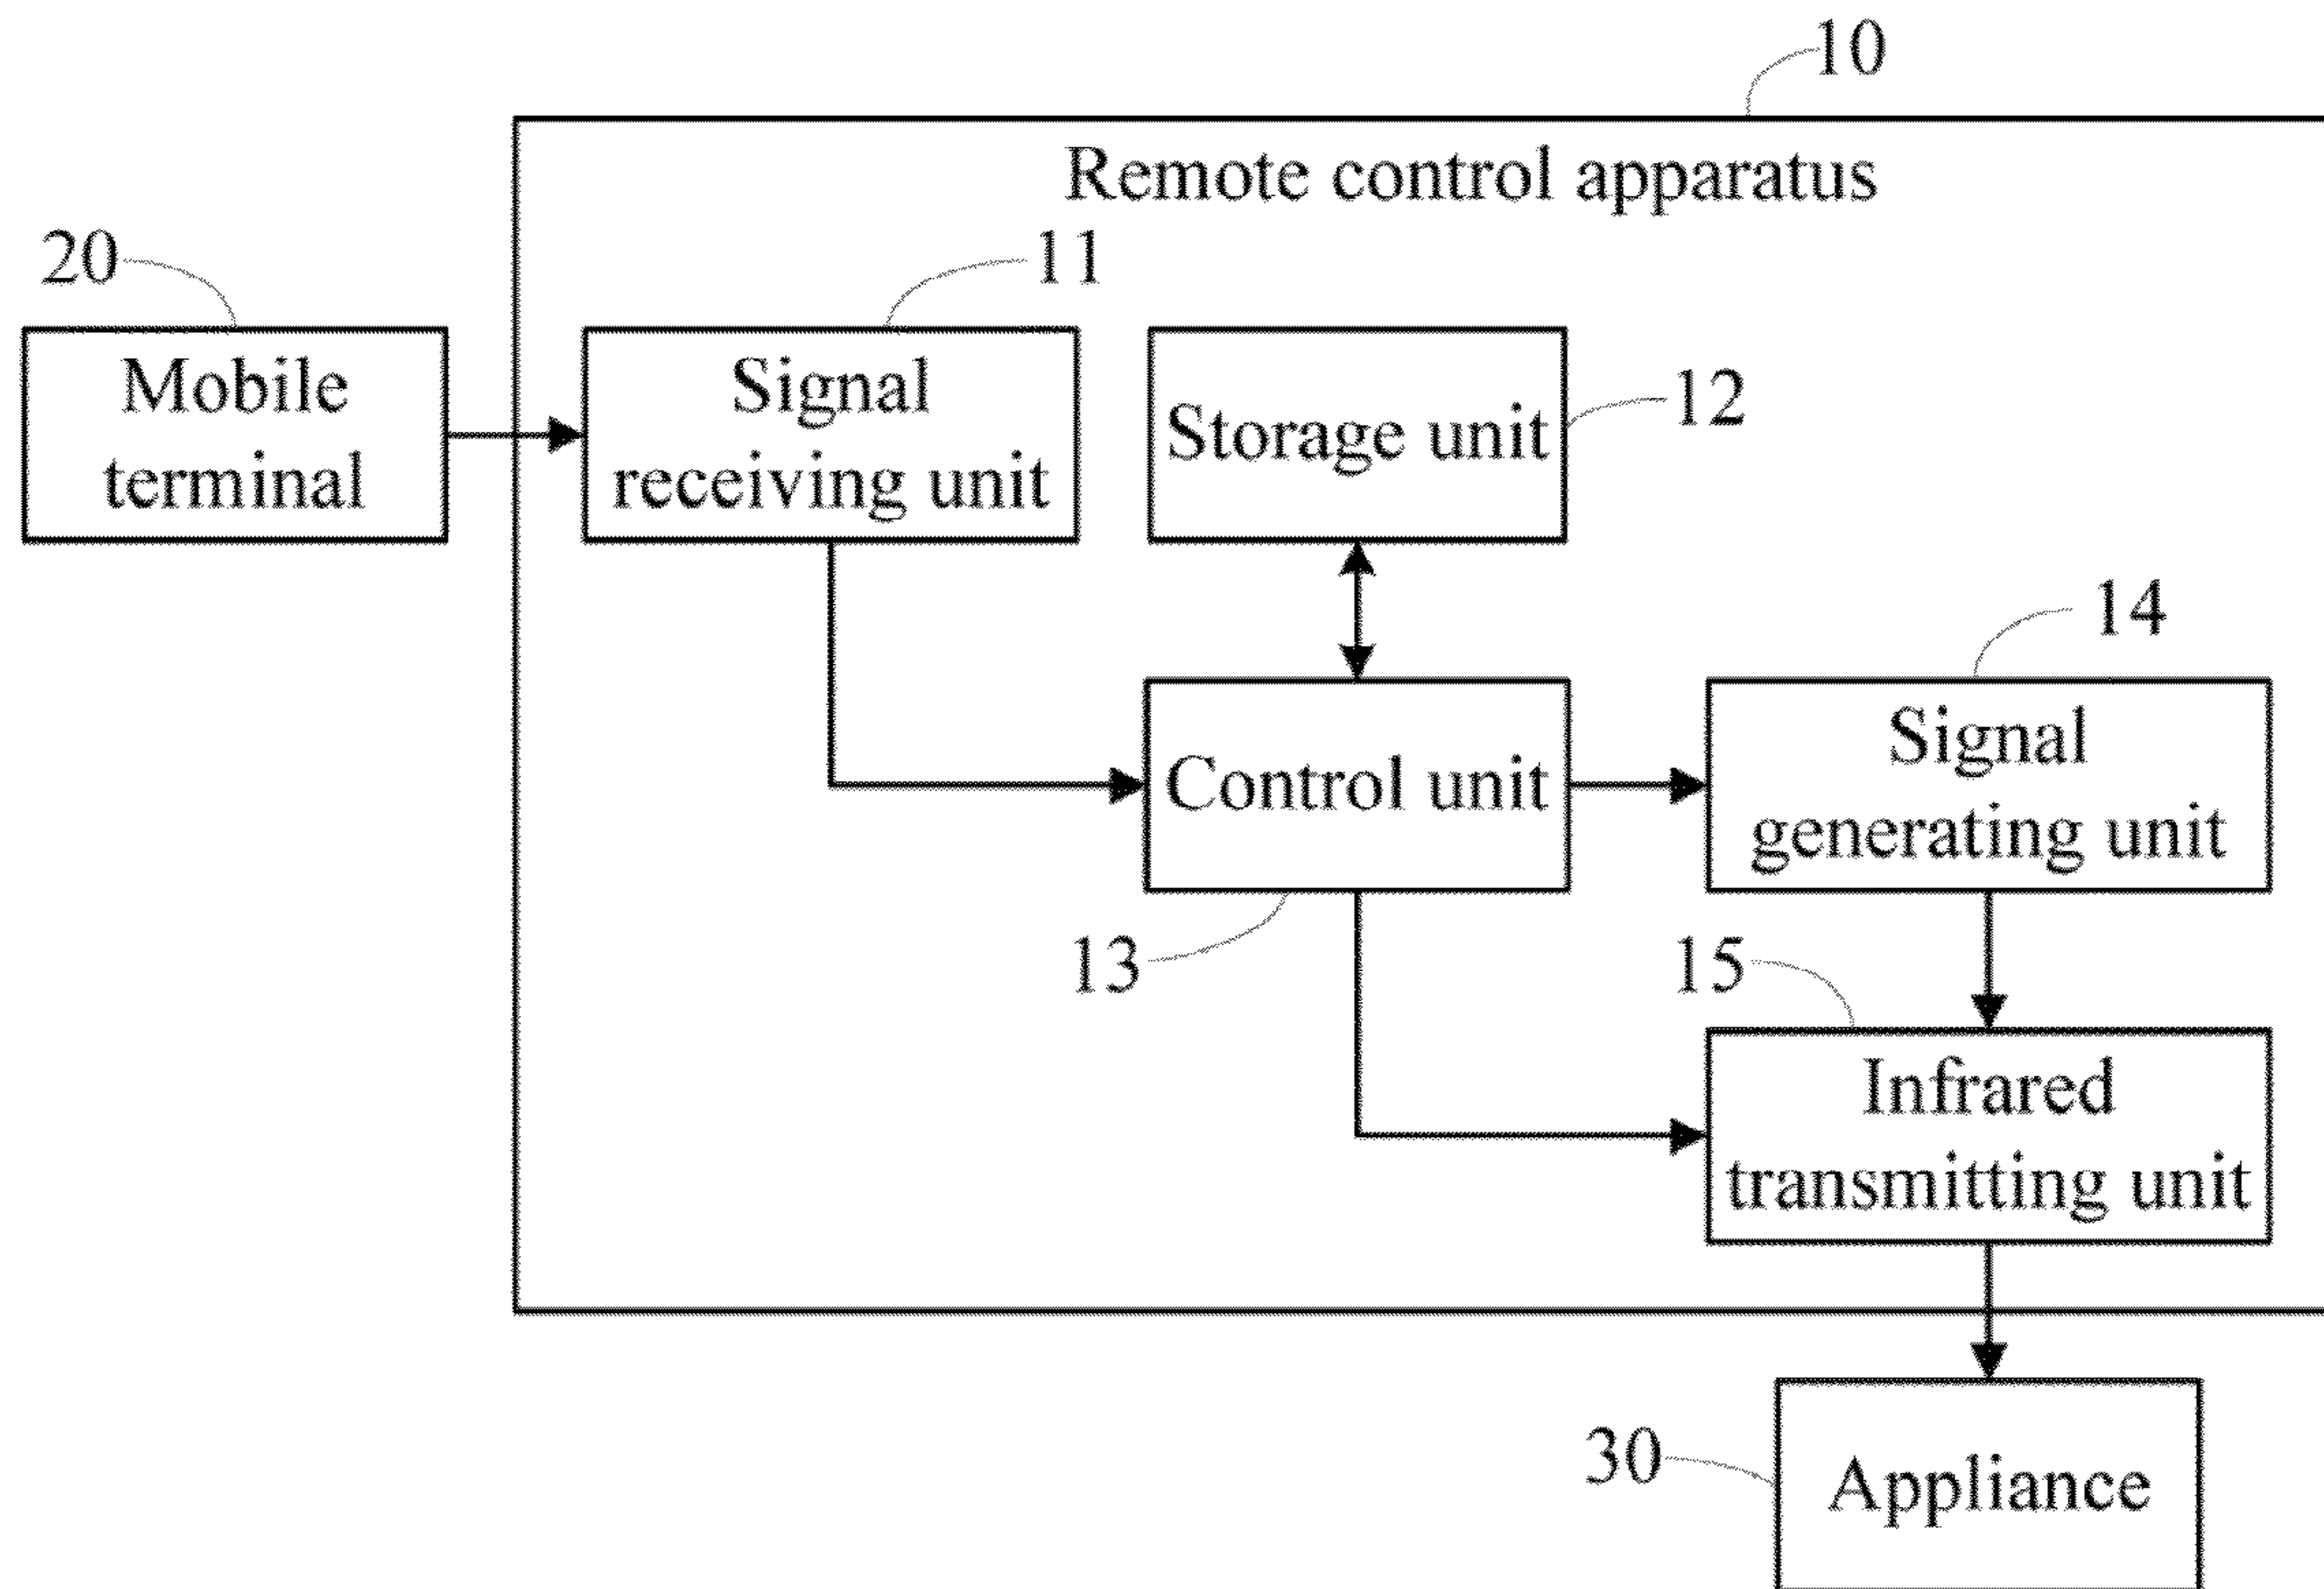 10
Remote control apparatus
20
11
Mobile
terminal
Signal
receiving unit
Storage unit
12
14
Control unit
Signal
generating unit
13
15
Infrared
transmitting unit
30
Appliance